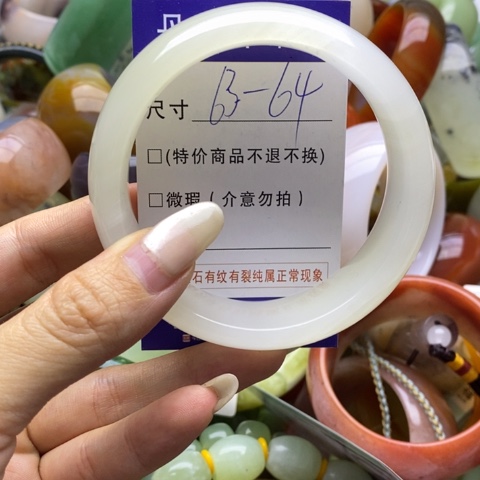 尺寸 63-64
□(特价商品不退不换)
□微瑕(介意勿拍)
石有纹有裂纯属正常现象